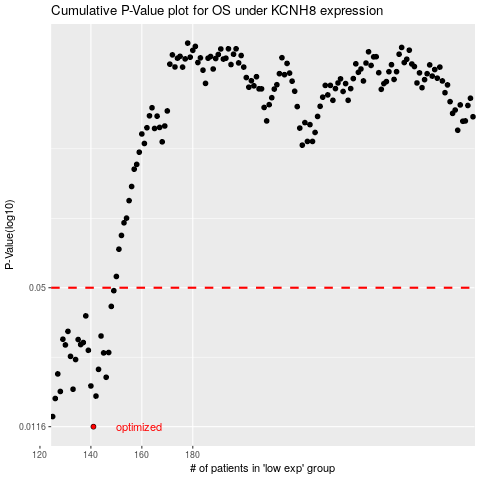 Cumulative P-Value plot for OS under KCNH8 expression
P-Value(log10)
0.05
0.0116
optimized
120 140 160 180
# of patients in 'low exp' group